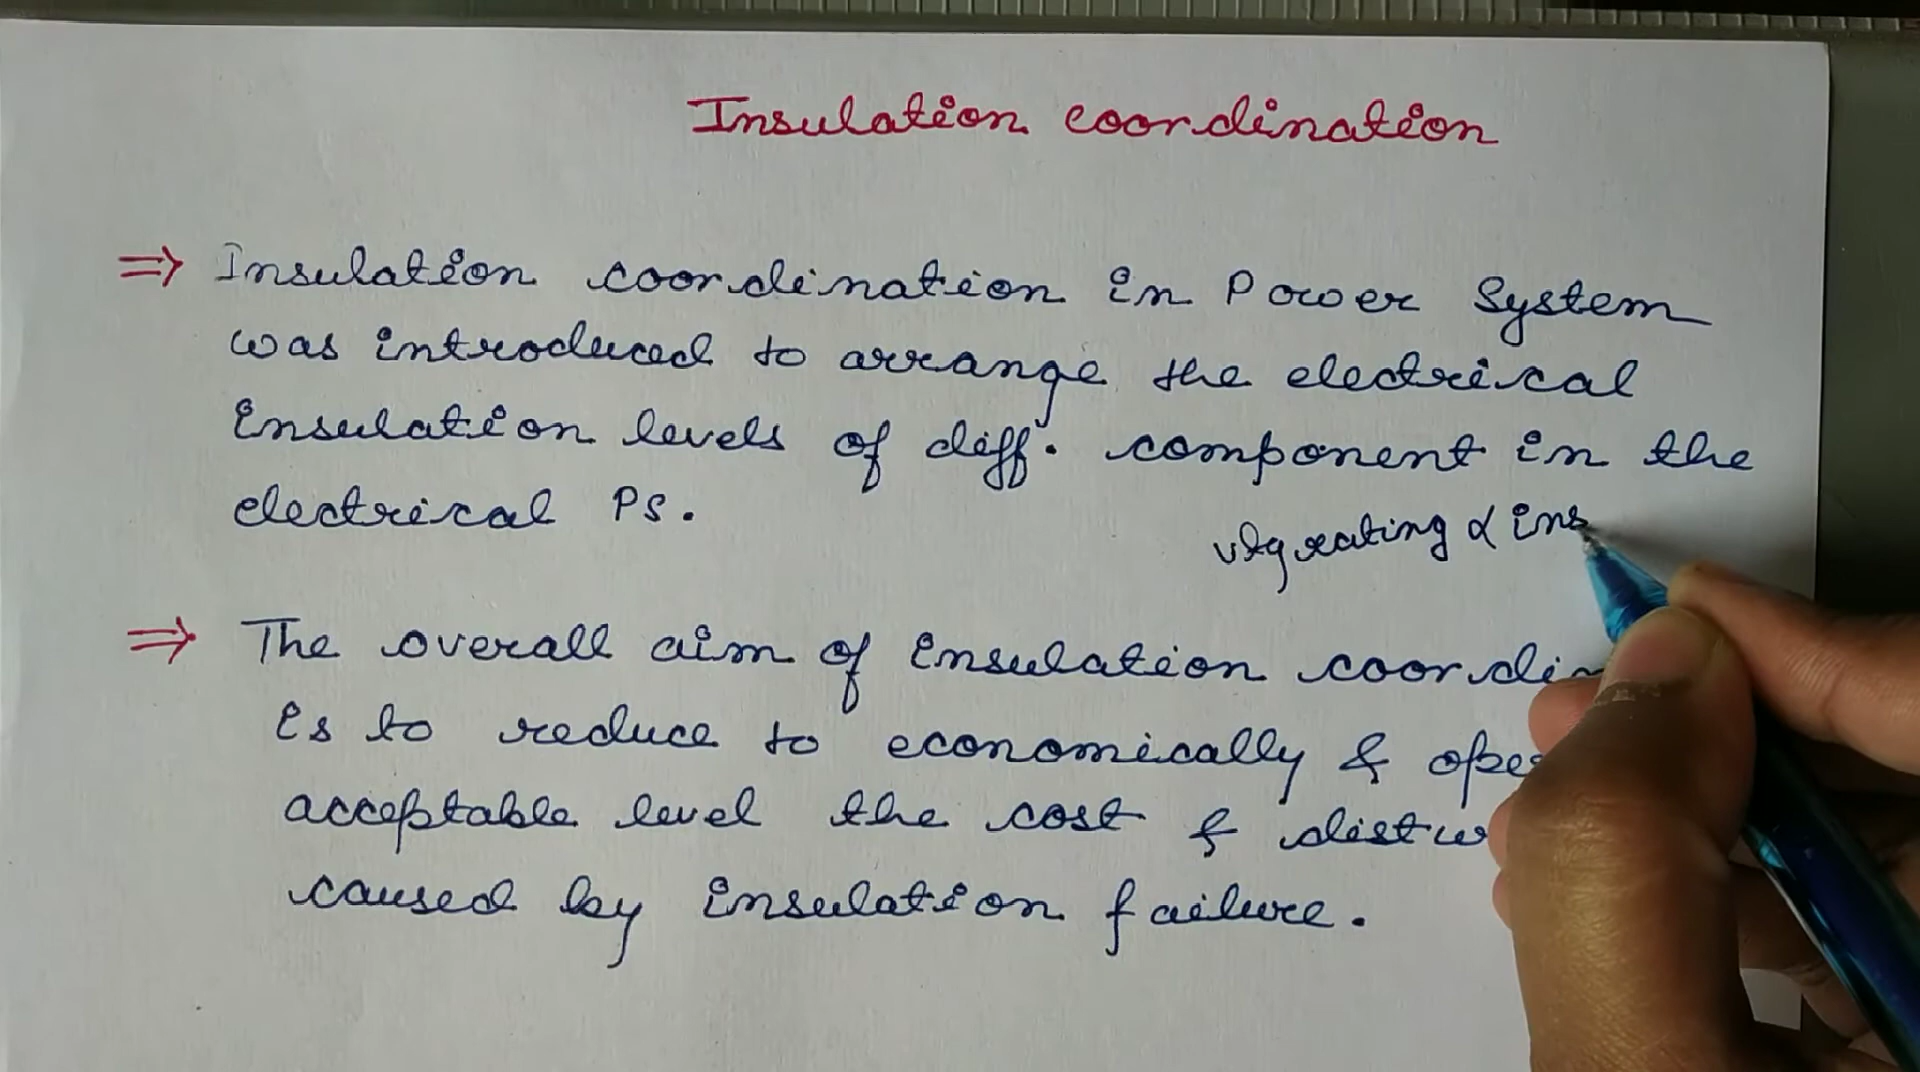 Insulation coordination
⇒ Insulation coordination in Power System
was introduced to arrange the electrical
insulation levels of diff. component in the
electrical PS.
vtg rating ∝ ins
⇒ The overall aim of insulation coordin
is to reduce to economically & ope
acceptable level the cost & distu
caused by insulation failure.